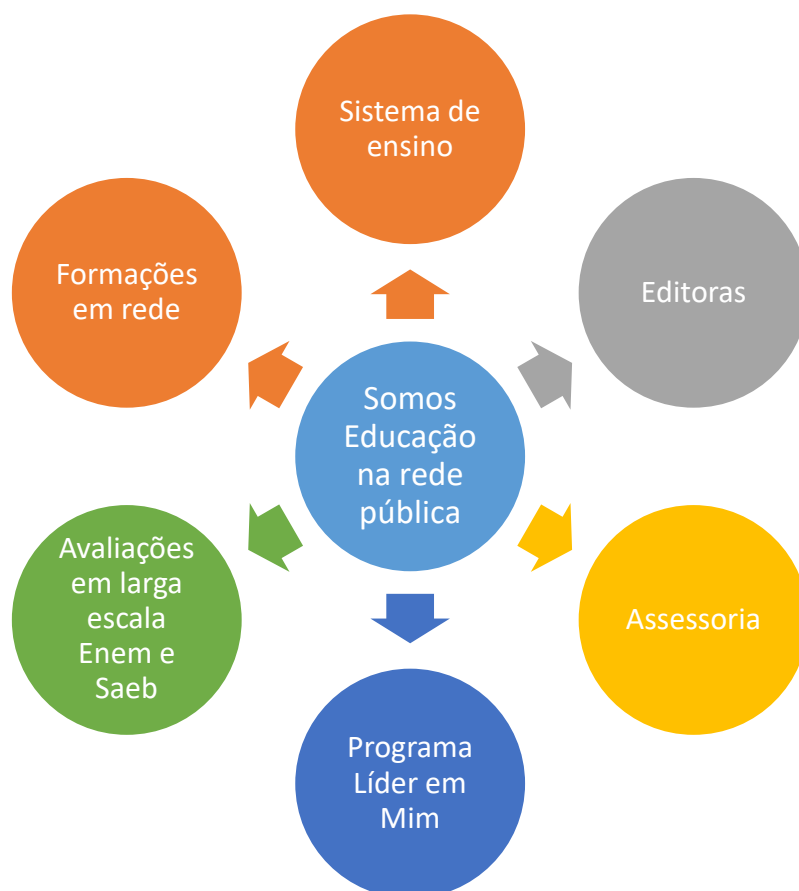 Sistema de
ensino
Formações
em rede
Editoras
Somos
Educação
na rede
pública
Avaliações
em larga
escala
Enem e
Saeb
Assessoria
Programa
Líder em
Mim